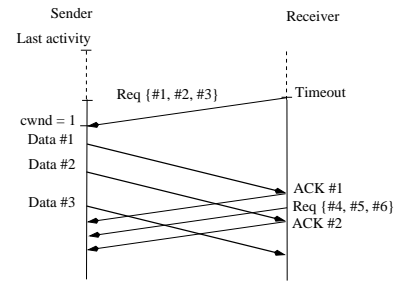 Sender
Receiver
Last activity
Req {#1, #2, #3}
Timeout
cwnd = 1
Data #1
Data #2
ACK #1
Data #3
Req {#4, #5, #6}
ACK #2